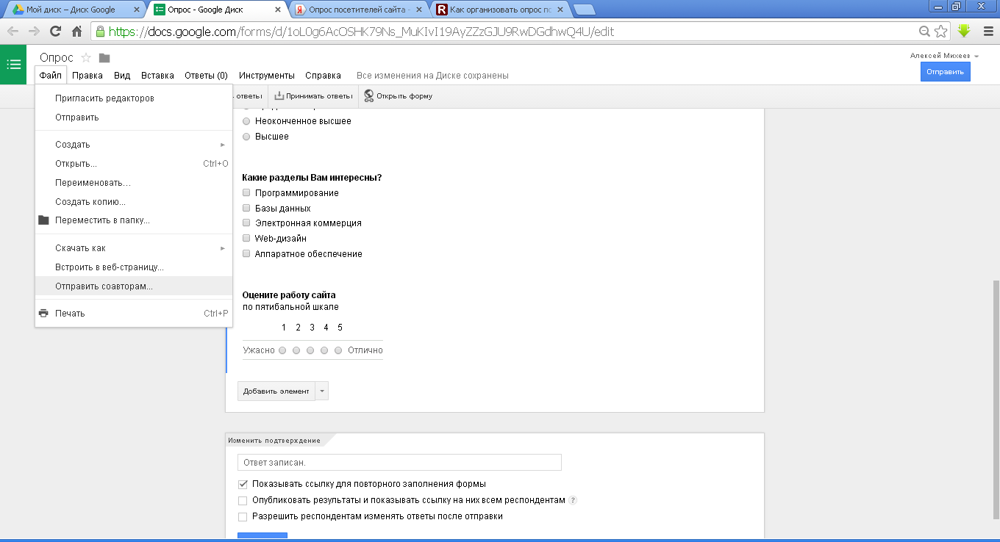 Мой диск – Диск Google
Опрос - Google Диск
Опрос посетителей сайта -
Как организовать опрос по
https://docs.google.com/forms/d/1oL0g6AcOSHK79Ns_MuKIvI19AyZZzGJU9RwDGdhwQ4U/edit
Опрос
Алексей Михеев
Файл Правка Вид Вставка Ответы (0) Инструменты Справка Все изменения на Диске сохранены
Отправить
ответы Принимать ответы Открыть форму
Пригласить редакторов
Отправить
Создать
Открыть... Ctrl+O
Переименовать...
Создать копию...
Переместить в папку...
Скачать как
Встроить в веб-страницу...
Отправить соавторам...
Печать Ctrl+P
Неоконченное высшее
Высшее
Какие разделы Вам интересны?
Программирование
Базы данных
Электронная коммерция
Web-дизайн
Аппаратное обеспечение
Оцените работу сайта
по пятибальной шкале
1 2 3 4 5
Ужасно Отлично
Добавить элемент
Изменить подтверждение
Ответ записан.
Показывать ссылку для повторного заполнения формы
Опубликовать результаты и показывать ссылку на них всем респондентам ?
Разрешить респондентам изменять ответы после отправки